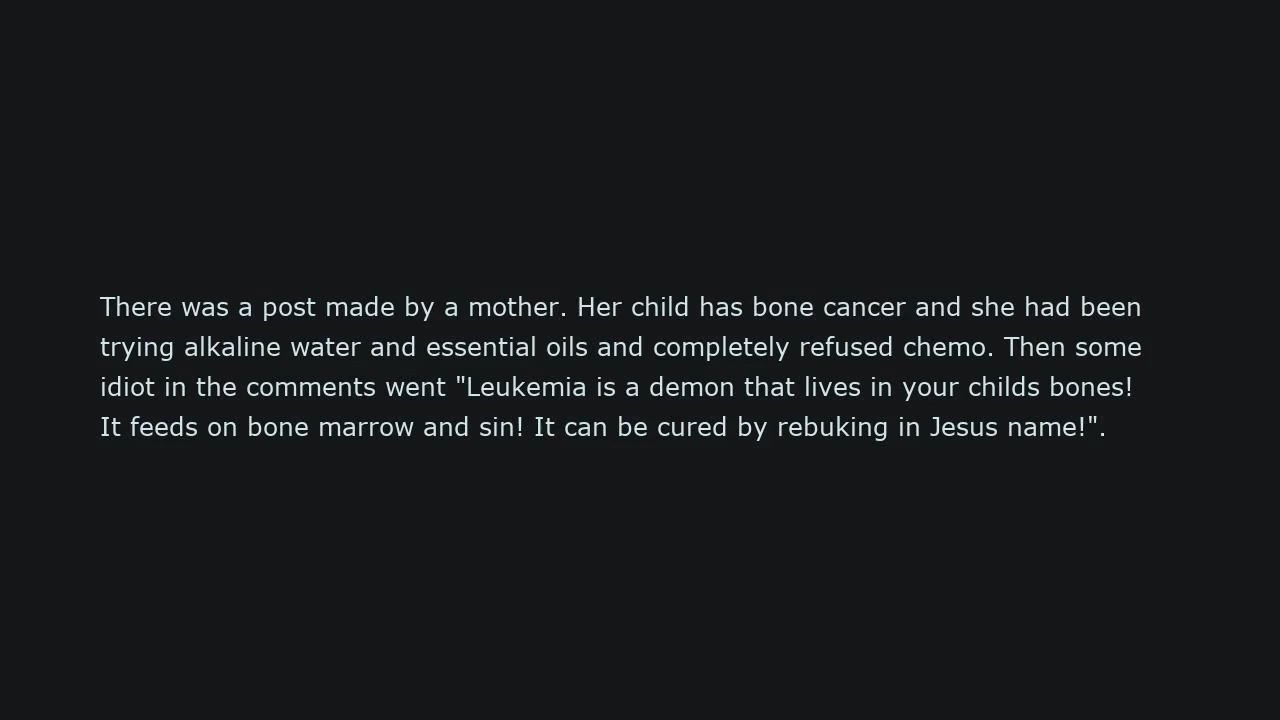 There was a post made by a mother. Her child has bone cancer and she had been
trying alkaline water and essential oils and completely refused chemo. Then some
idiot in the comments went "Leukemia is a demon that lives in your childs bones!
It feeds on bone marrow and sin! It can be cured by rebuking in Jesus name!".